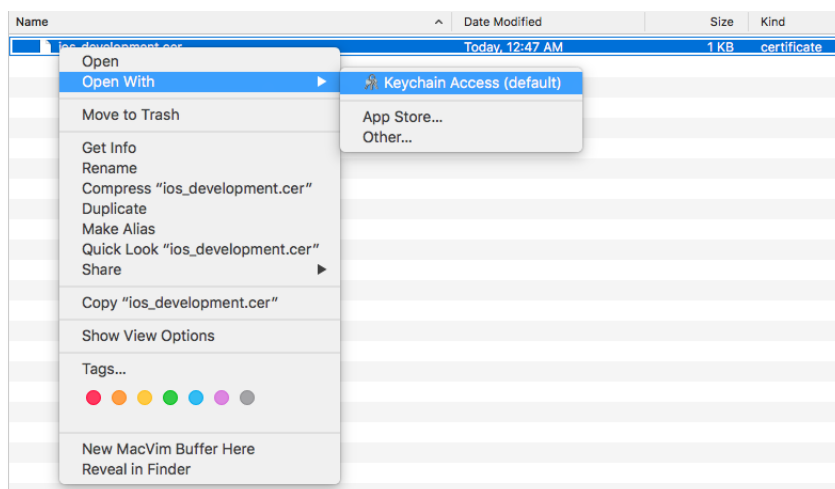 Name Date Modified Size Kind
ios_development.cer Today, 12:47 AM 1 KB certificate
Open
Open With
Keychain Access (default)
App Store...
Other...
Move to Trash
Get Info
Rename
Compress “ios_development.cer”
Duplicate
Make Alias
Quick Look “ios_development.cer”
Share
Copy “ios_development.cer”
Show View Options
Tags...
New MacVim Buffer Here
Reveal in Finder